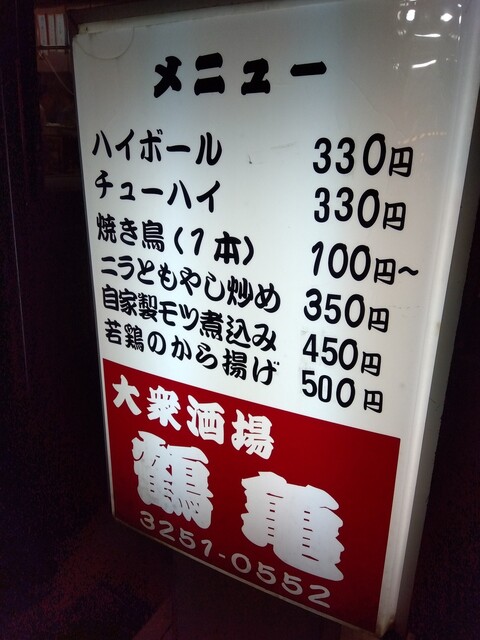 メニュー
ハイボール 330円
チューハイ 330円
焼き鳥(1本) 100円~
ニラともやし炒め 350円
自家製モツ煮込み 450円
若鶏のから揚げ 500円
大衆酒場
鶴亀
3251-0552